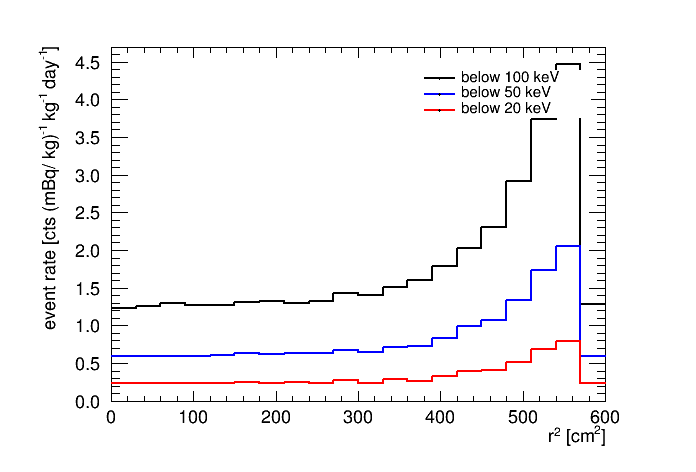 event rate [cts (mBq/ kg)⁻¹ kg⁻¹ day⁻¹]
4.5
4.0
3.5
3.0
2.5
2.0
1.5
1.0
0.5
0.0
below 100 keV
below 50 keV
below 20 keV
0 100 200 300 400 500 600
r² [cm²]